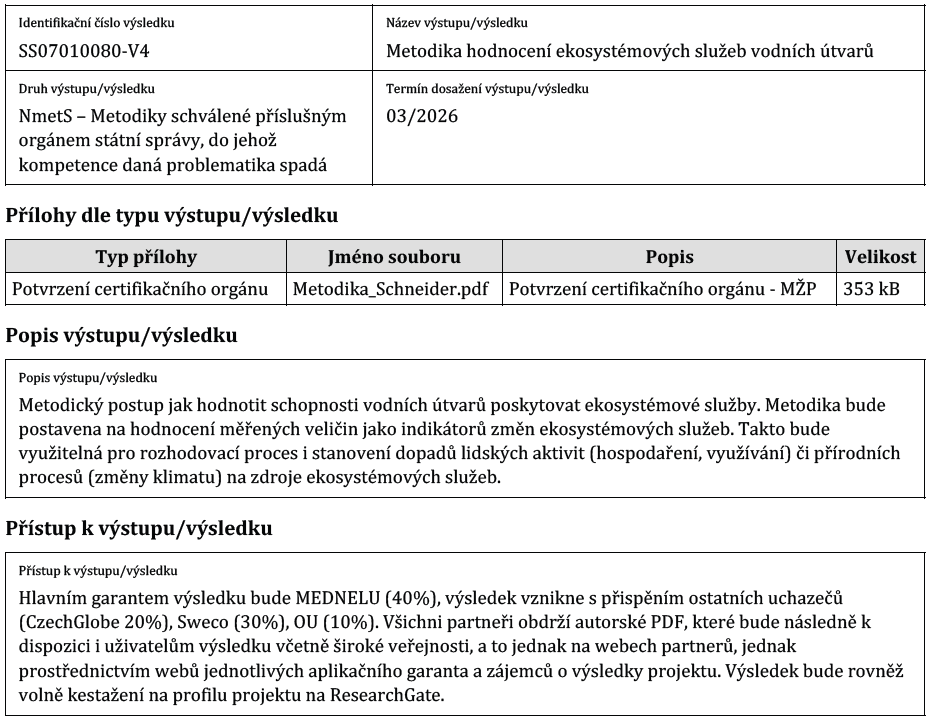 Identifikační číslo výsledku
SS07010080-V4
Název výstupu/výsledku
Metodika hodnocení ekosystémových služeb vodních útvarů
Druh výstupu/výsledku
NmetS – Metodiky schválené příslušným
orgánem státní správy, do jehož
kompetence daná problematika spadá
Termín dosažení výstupu/výsledku
03/2026
Přílohy dle typu výstupu/výsledku
Typ přílohy Jméno souboru Popis Velikost
Potvrzení certifikačního orgánu Metodika_Schneider.pdf Potvrzení certifikačního orgánu - MŽP 353 kB
Popis výstupu/výsledku
Popis výstupu/výsledku
Metodický postup jak hodnotit schopnosti vodních útvarů poskytovat ekosystémové služby. Metodika bude
postavena na hodnocení měřených veličin jako indikátorů změn ekosystémových služeb. Takto bude
využitelná pro rozhodovací proces i stanovení dopadů lidských aktivit (hospodaření, využívání) či přírodních
procesů (změny klimatu) na zdroje ekosystémových služeb.
Přístup k výstupu/výsledku
Přístup k výstupu/výsledku
Hlavním garantem výsledku bude MEDNELU (40%), výsledek vznikne s přispěním ostatních uchazečů
(CzechGlobe 20%), Sweco (30%), OU (10%). Všichni partneři obdrží autorské PDF, které bude následně k
dispozici i uživatelům výsledku včetně široké veřejnosti, a to jednak na webech partnerů, jednak
prostřednictvím webů jednotlivých aplikačního garanta a zájemců o výsledky projektu. Výsledek bude rovněž
volně kestažení na profilu projektu na ResearchGate.